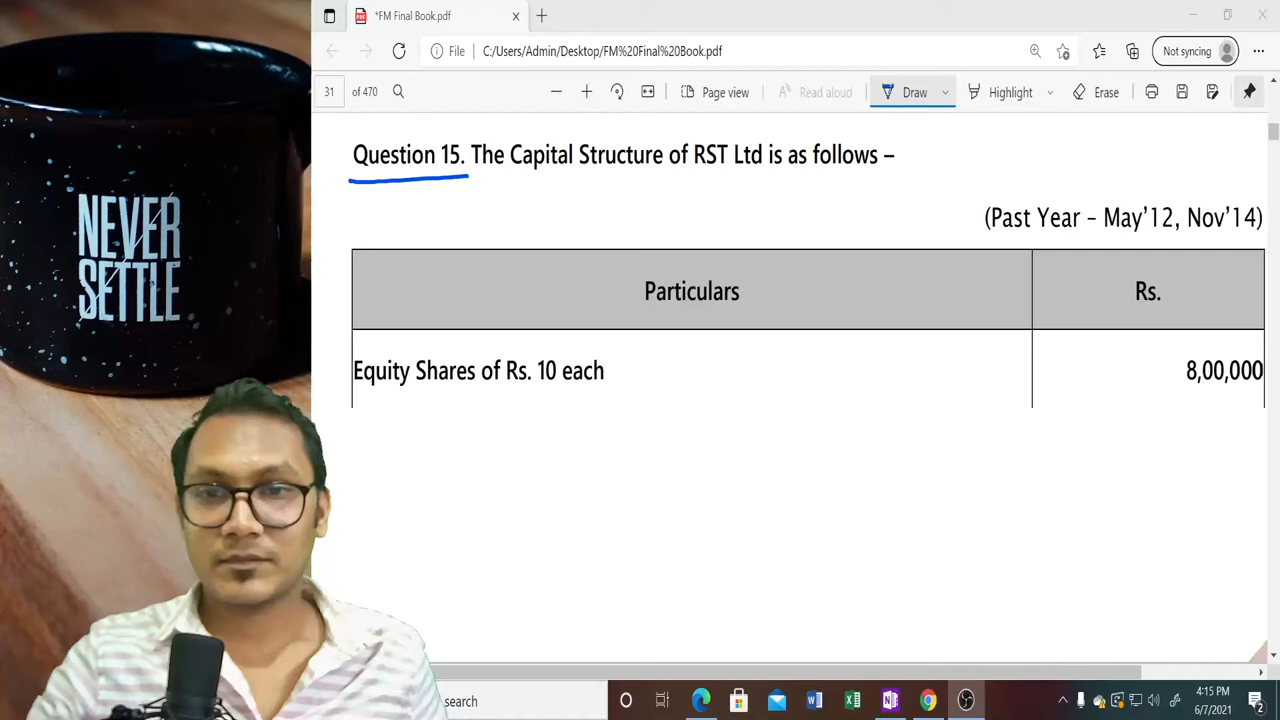 *FM Final Book.pdf
File C:/Users/Admin/Desktop/FM%20Final%20Book.pdf Not syncing
31 of 470 Page view Read aloud Draw Highlight Erase
NEVER
SETTLE
Question 15. The Capital Structure of RST Ltd is as follows –
(Past Year – May'12, Nov'14)
Particulars Rs.
Equity Shares of Rs. 10 each 8,00,000
search
4:15 PM
6/7/2021
2